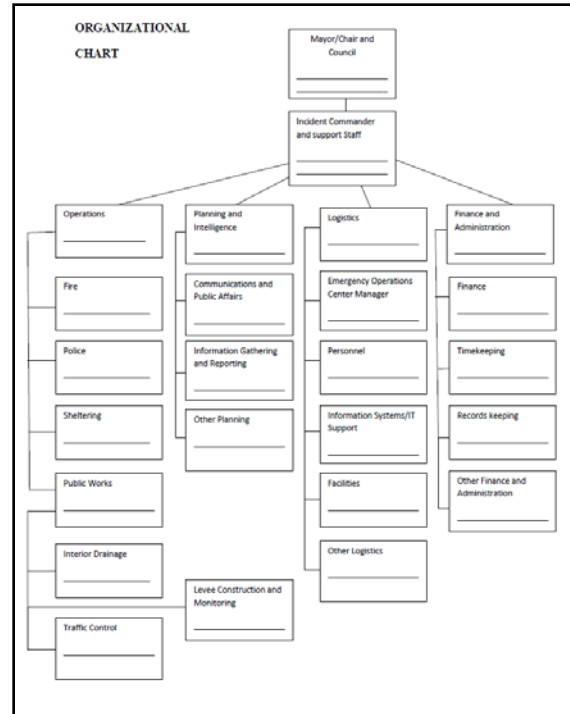 ORGANIZATIONAL
CHART
Mayor/Chair and
Council
Incident Commander
and support Staff
Operations
Fire
Police
Sheltering
Public Works
Interior Drainage
Traffic Control
Planning and
Intelligence
Communications and
Public Affairs
Information Gathering
and Reporting
Other Planning
Levee Construction and
Monitoring
Logistics
Emergency Operations
Center Manager
Personnel
Information Systems/IT
Support
Facilities
Other Logistics
Finance and
Administration
Finance
Timekeeping
Records keeping
Other Finance and
Administration